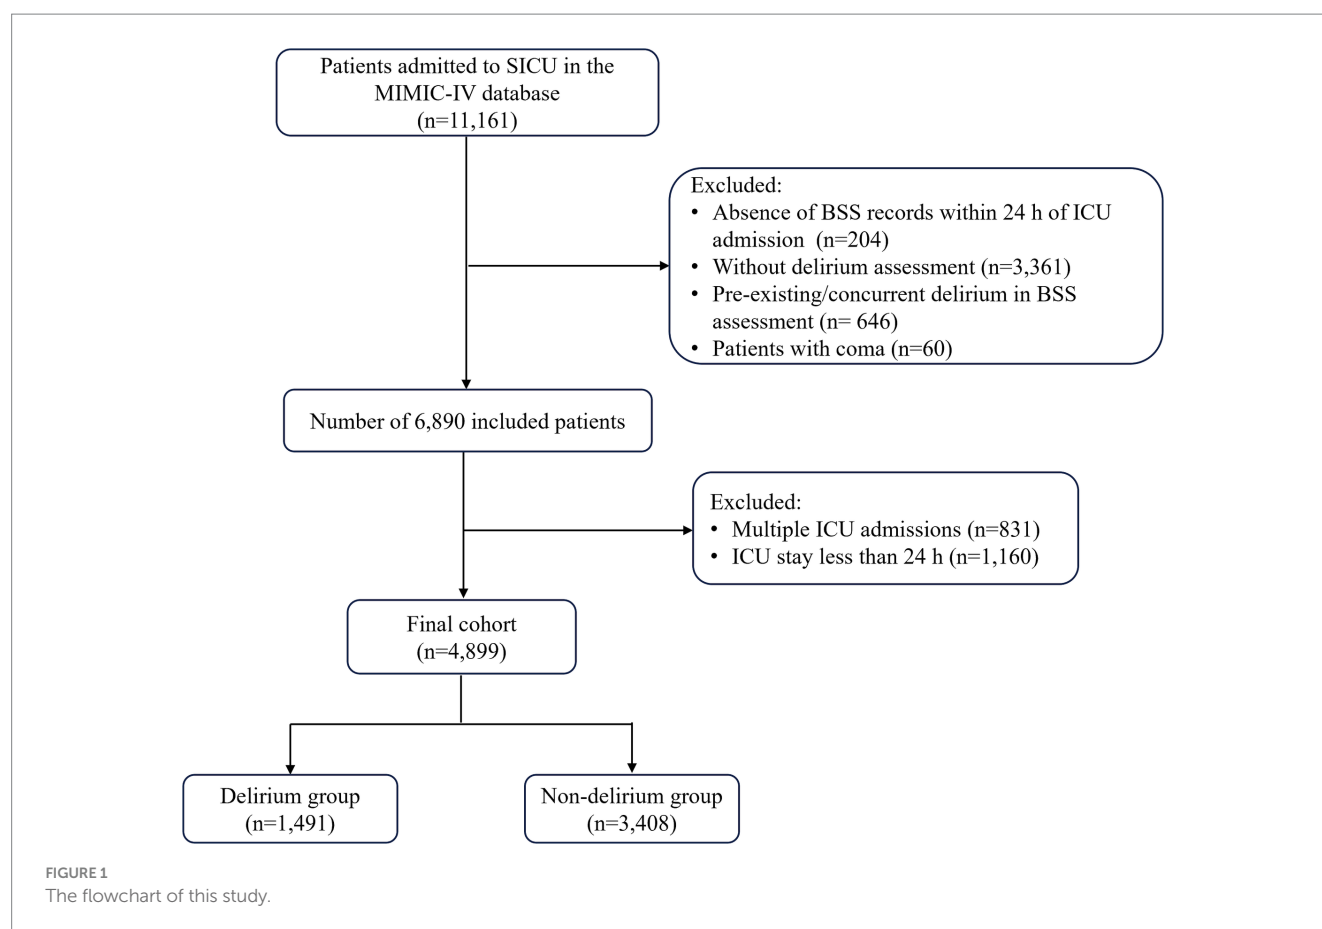 Patients admitted to SICU in the
MIMIC-IV database
(n=11,161)
Excluded:
• Absence of BSS records within 24 h of ICU
admission (n=204)
• Without delirium assessment (n=3,361)
• Pre-existing/concurrent delirium in BSS
assessment (n= 646)
• Patients with coma (n=60)
Number of 6,890 included patients
Excluded:
• Multiple ICU admissions (n=831)
• ICU stay less than 24 h (n=1,160)
Final cohort
(n=4,899)
Delirium group
(n=1,491)
Non-delirium group
(n=3,408)
FIGURE 1
The flowchart of this study.